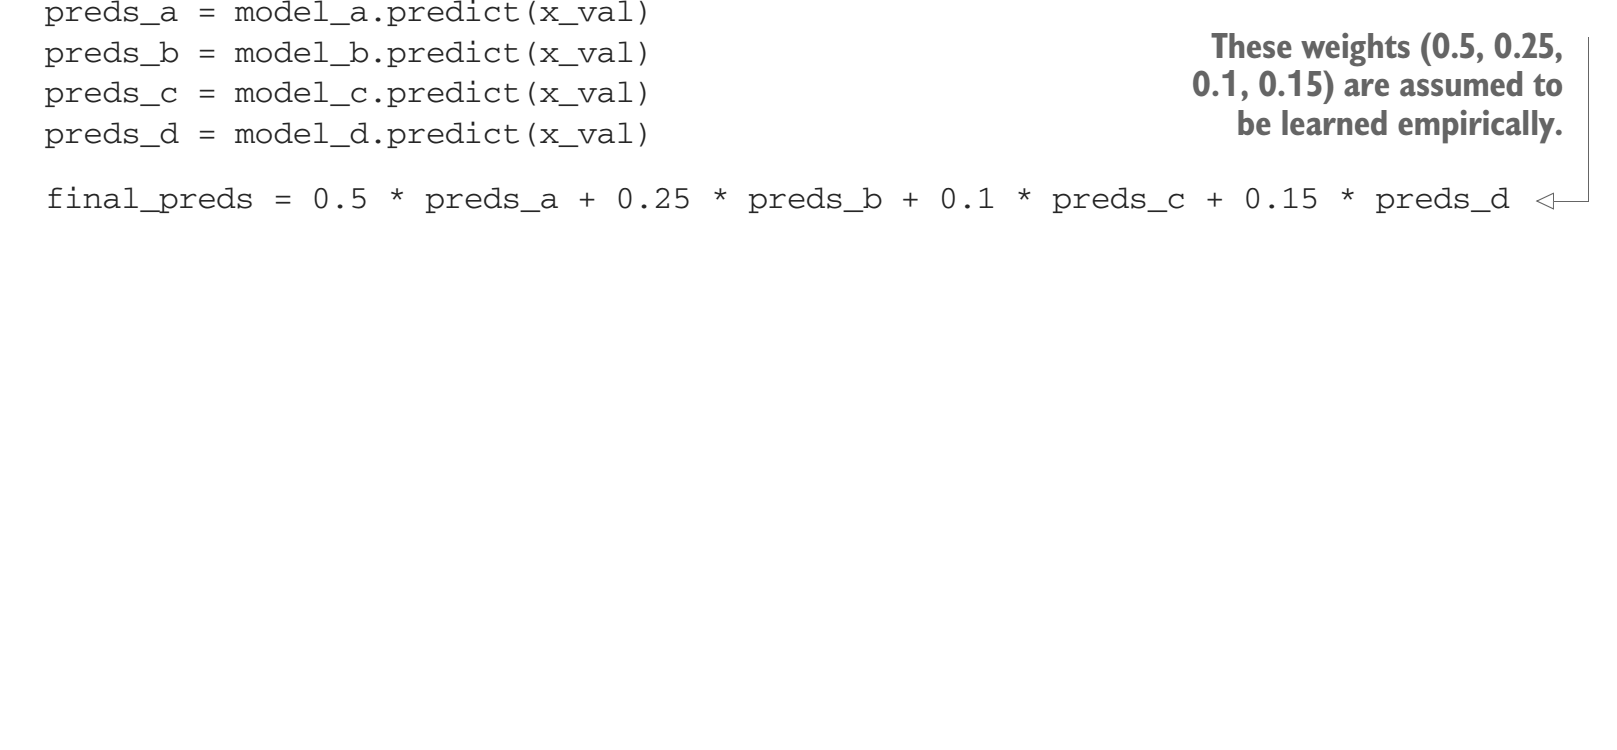 preds_a = model_a.predict(x_val)
preds_b = model_b.predict(x_val)
preds_c = model_c.predict(x_val)
preds_d = model_d.predict(x_val)
These weights (0.5, 0.25,
0.1, 0.15) are assumed to
be learned empirically.
final_preds = 0.5 * preds_a + 0.25 * preds_b + 0.1 * preds_c + 0.15 * preds_d